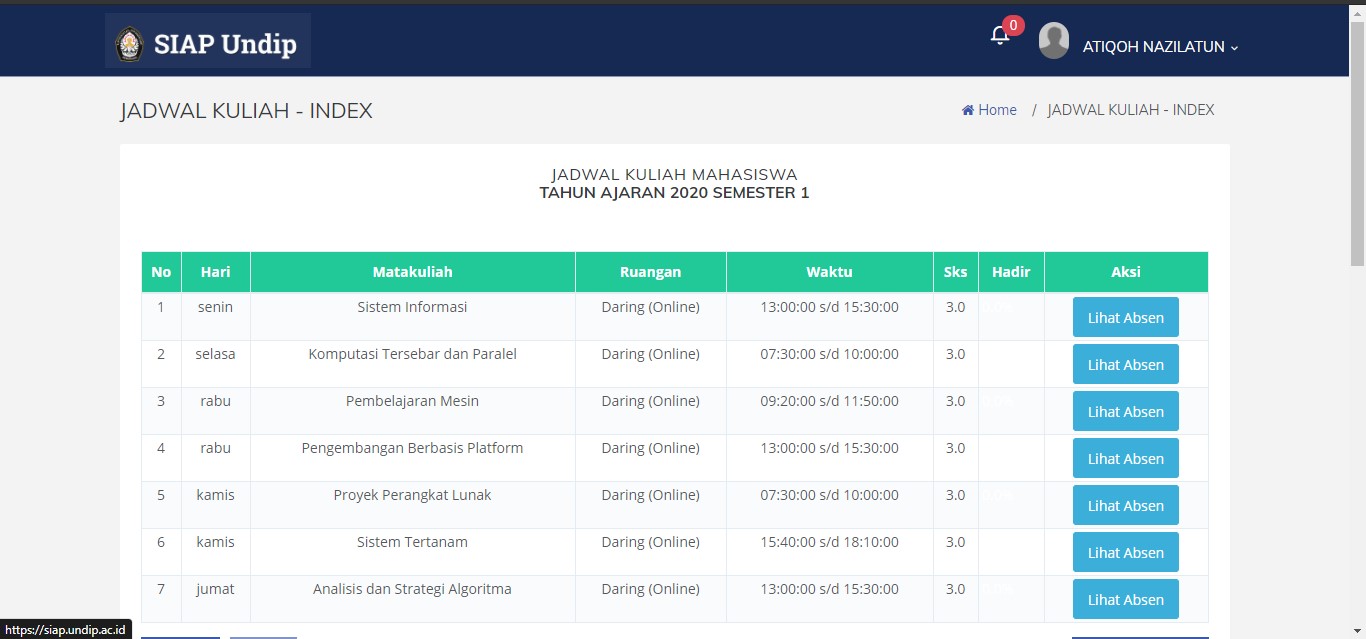 SIAP Undip
0
ATIQOH NAZILATUN
JADWAL KULIAH - INDEX
Home / JADWAL KULIAH - INDEX
JADWAL KULIAH MAHASISWA
TAHUN AJARAN 2020 SEMESTER 1
No Hari Matakuliah Ruangan Waktu Sks Hadir Aksi
1 senin Sistem Informasi Daring (Online) 13:00:00 s/d 15:30:00 3.0 Lihat Absen
2 selasa Komputasi Tersebar dan Paralel Daring (Online) 07:30:00 s/d 10:00:00 3.0 Lihat Absen
3 rabu Pembelajaran Mesin Daring (Online) 09:20:00 s/d 11:50:00 3.0 Lihat Absen
4 rabu Pengembangan Berbasis Platform Daring (Online) 13:00:00 s/d 15:30:00 3.0 Lihat Absen
5 kamis Proyek Perangkat Lunak Daring (Online) 07:30:00 s/d 10:00:00 3.0 Lihat Absen
6 kamis Sistem Tertanam Daring (Online) 15:40:00 s/d 18:10:00 3.0 Lihat Absen
7 jumat Analisis dan Strategi Algoritma Daring (Online) 13:00:00 s/d 15:30:00 3.0 Lihat Absen
https://siap.undip.ac.id